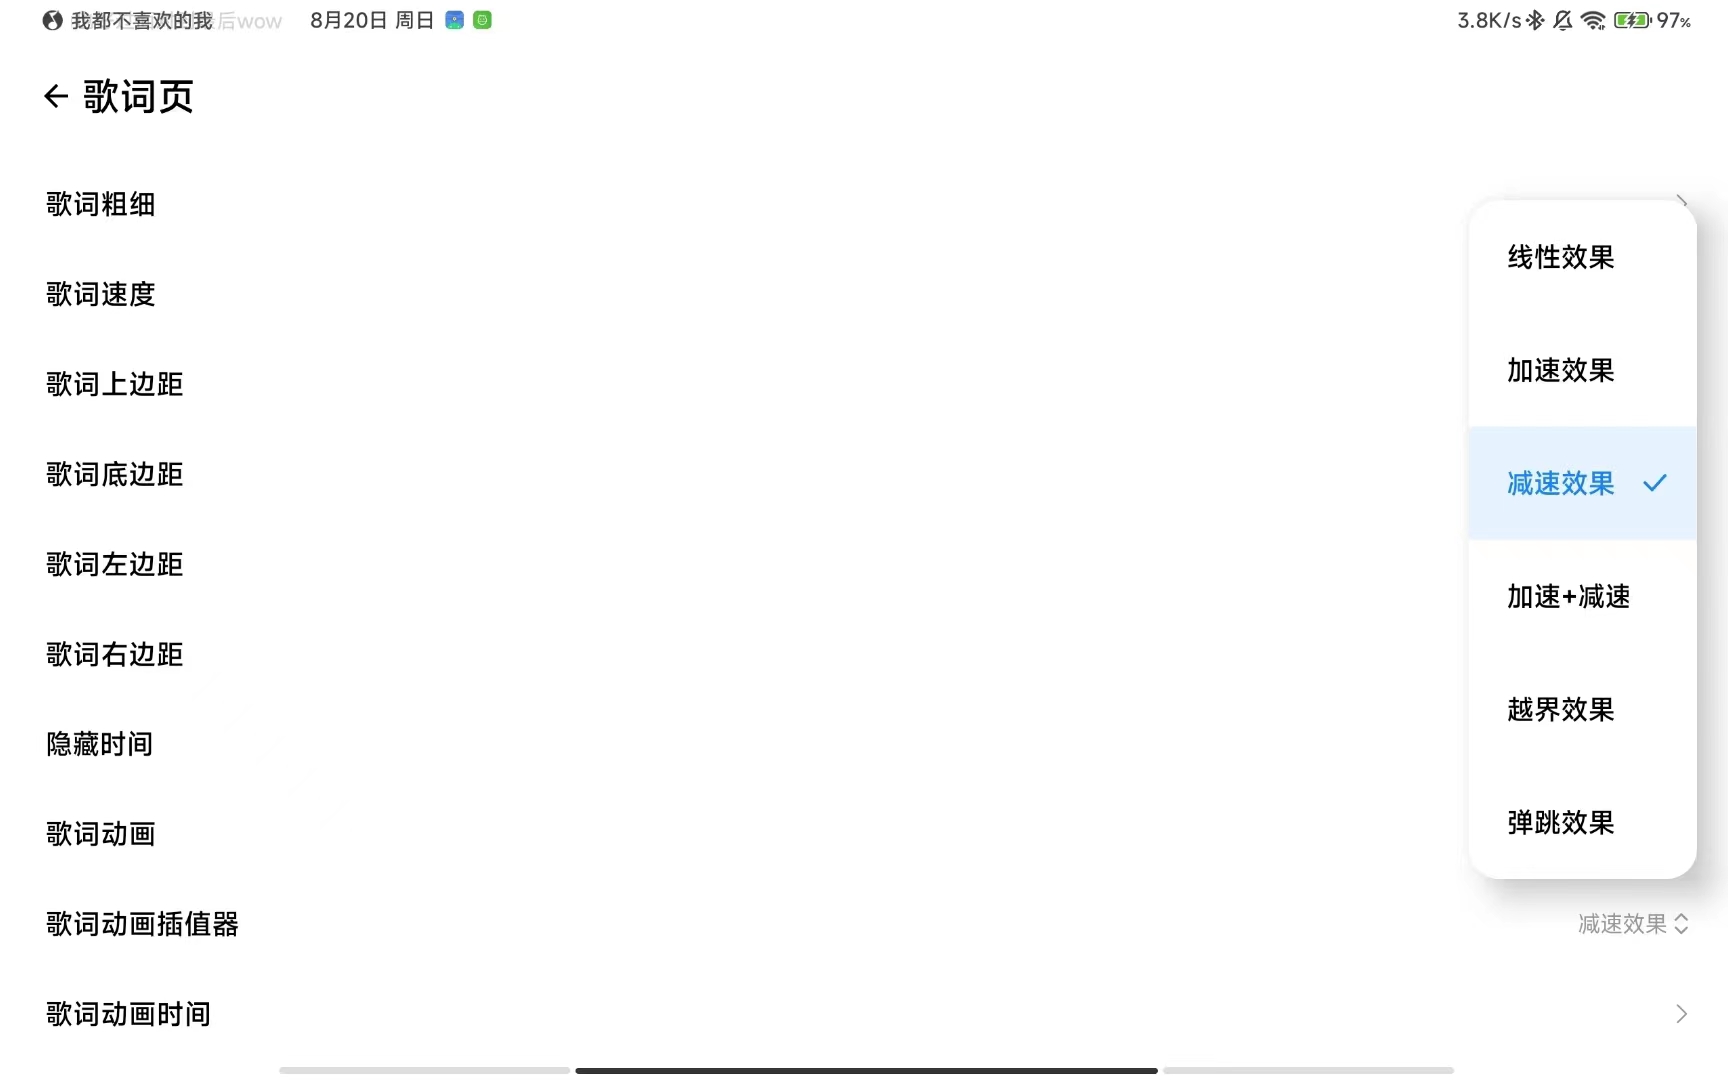 我都不喜欢的我 后wow 8月20日 周日 3.8K/s 97%
歌词页
歌词粗细
歌词速度
歌词上边距
歌词底边距
歌词左边距
歌词右边距
隐藏时间
歌词动画
歌词动画插值器 减速效果
歌词动画时间
线性效果
加速效果
减速效果
加速+减速
越界效果
弹跳效果